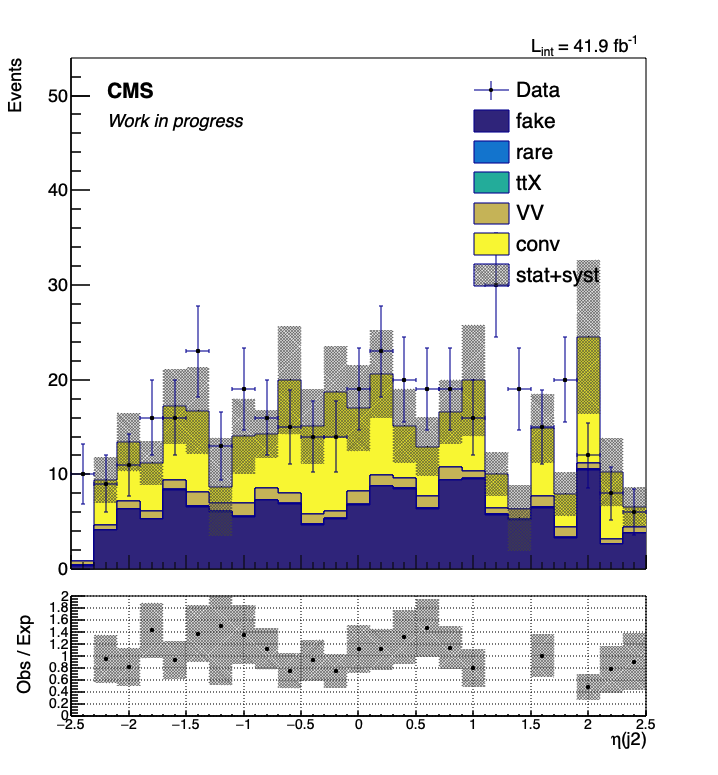 L_int = 41.9 fb^-1
Events
CMS
Work in progress
Data
fake
rare
ttX
VV
conv
stat+syst
50
40
30
20
10
0
Obs / Exp
2
1.8
1.6
1.4
1.2
1
0.8
0.6
0.4
0.2
0
−2.5 −2 −1.5 −1 −0.5 0 0.5 1 1.5 2 2.5
η(j2)